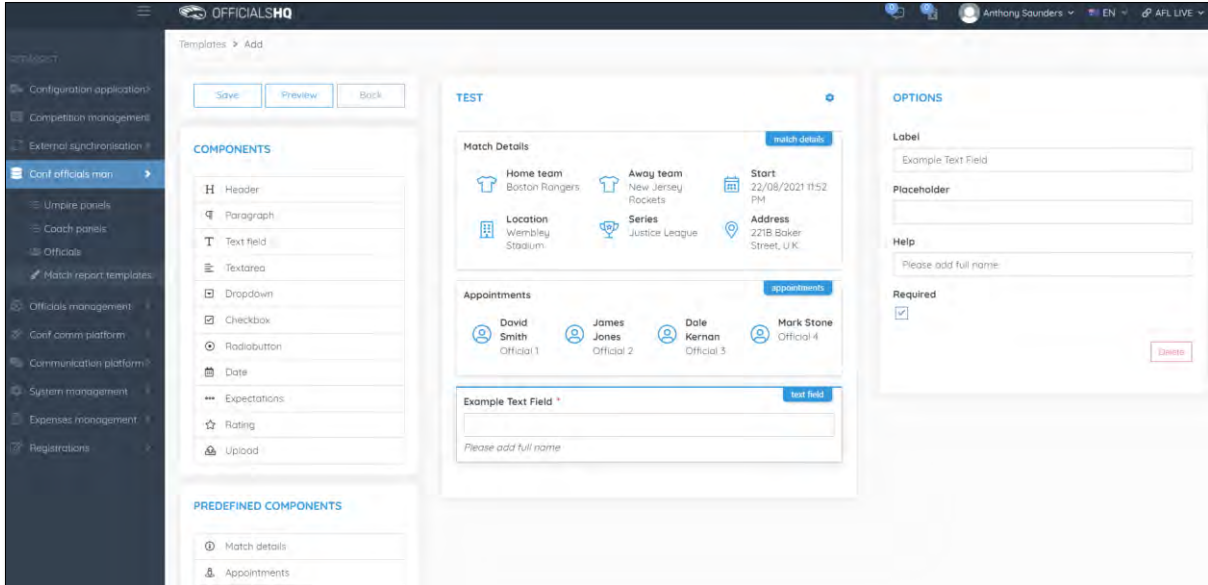 OFFICIALSHQ
Anthony Saunders
EN
AFL LIVE
Templates > Add
Configuration application
Competition management
External synchronisation
Conf officials man
Umpire panels
Coach panels
Officials
Match report templates
Officials management
Conf comm platform
Communication platform
System management
Expenses management
Registrations
Save
Preview
Back
COMPONENTS
Header
Paragraph
Text field
Textarea
Dropdown
Checkbox
Radiobutton
Date
Expectations
Rating
Upload
PREDEFINED COMPONENTS
Match details
Appointments
TEST
match details
Match Details
Home team
Boston Rangers
Away team
New Jersey
Rockets
Start
22/08/2021 11:52
PM
Location
Wembley
Stadium
Series
Justice League
Address
221B Baker
Street, U.K.
appointments
Appointments
David
Smith
Official 1
James
Jones
Official 2
Dale
Kernan
Official 3
Mark Stone
Official 4
text field
Example Text Field *
Please add full name
OPTIONS
Label
Example Text Field
Placeholder
Help
Please add full name
Required
Delete